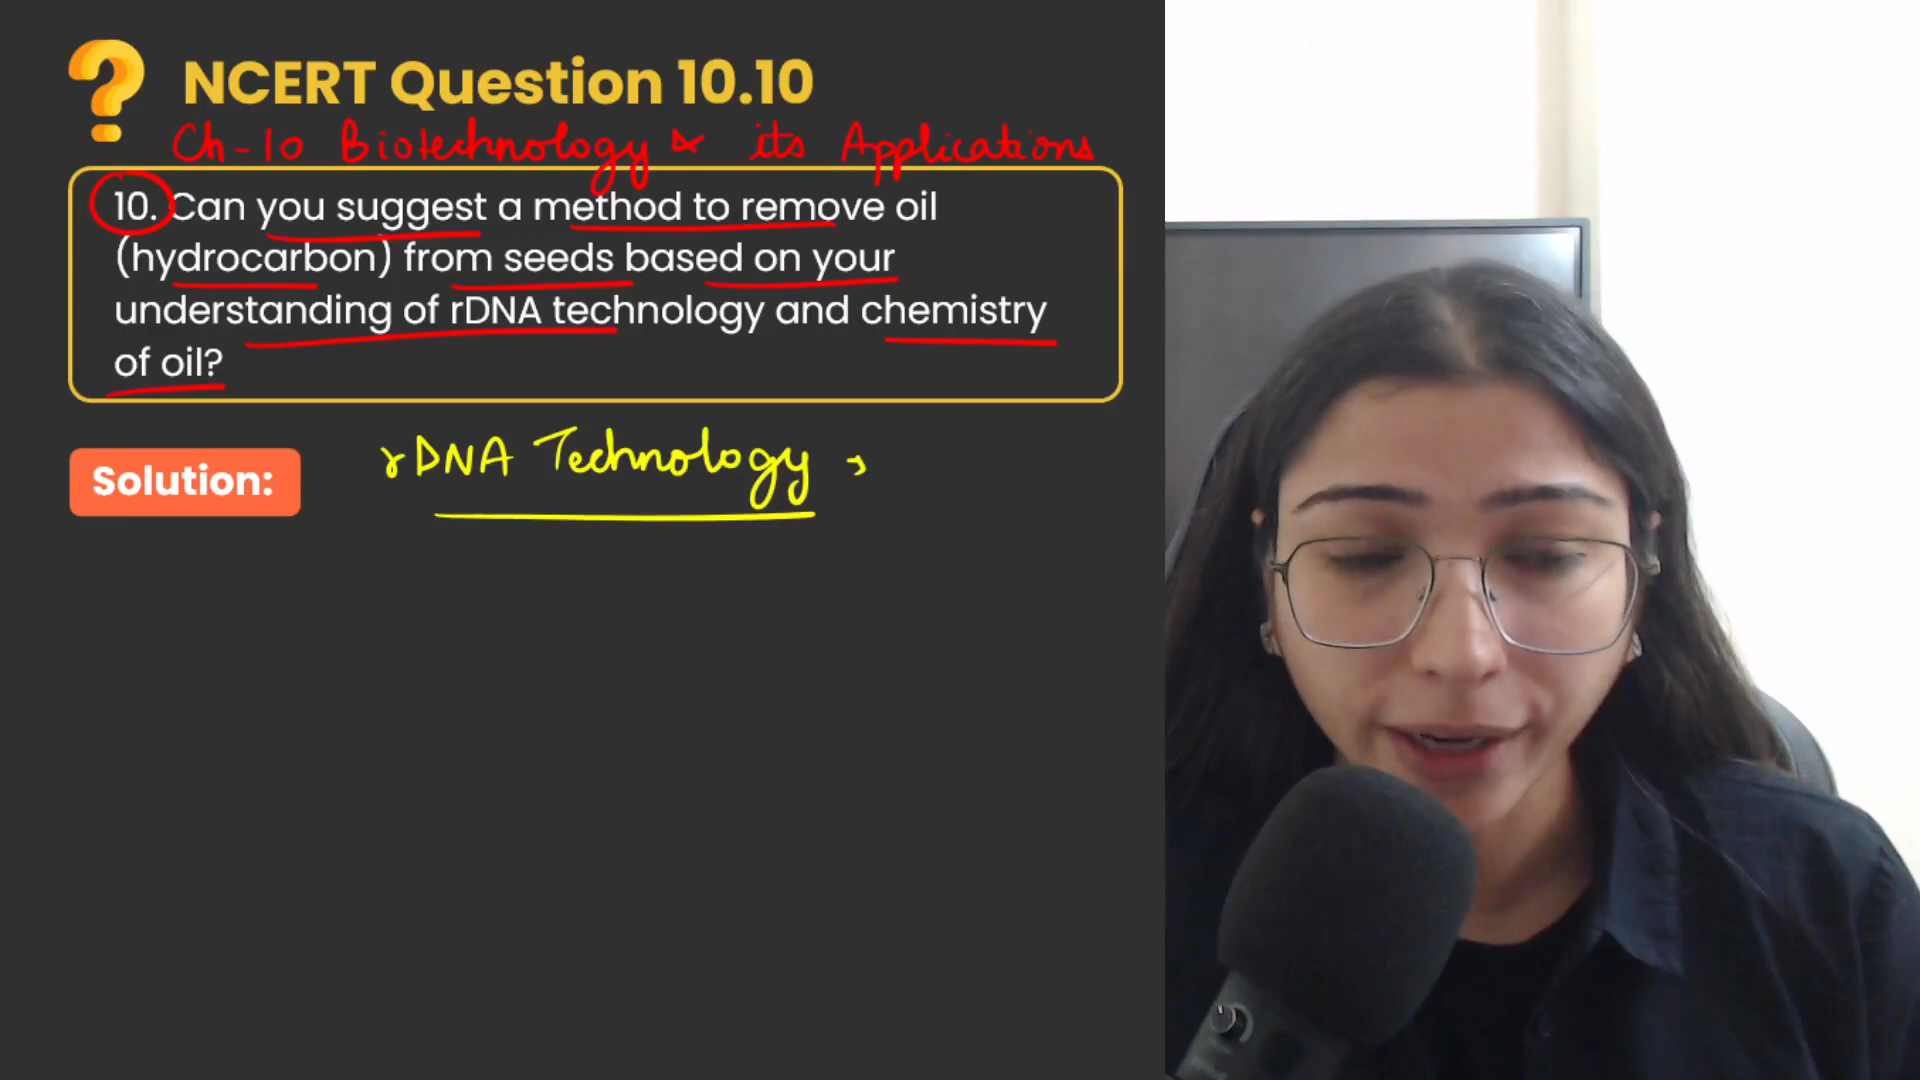 NCERT Question 10.10
Ch-10 Biotechnology & its Applications
10. Can you suggest a method to remove oil
(hydrocarbon) from seeds based on your
understanding of rDNA technology and chemistry
of oil?
rDNA Technology →
Solution: